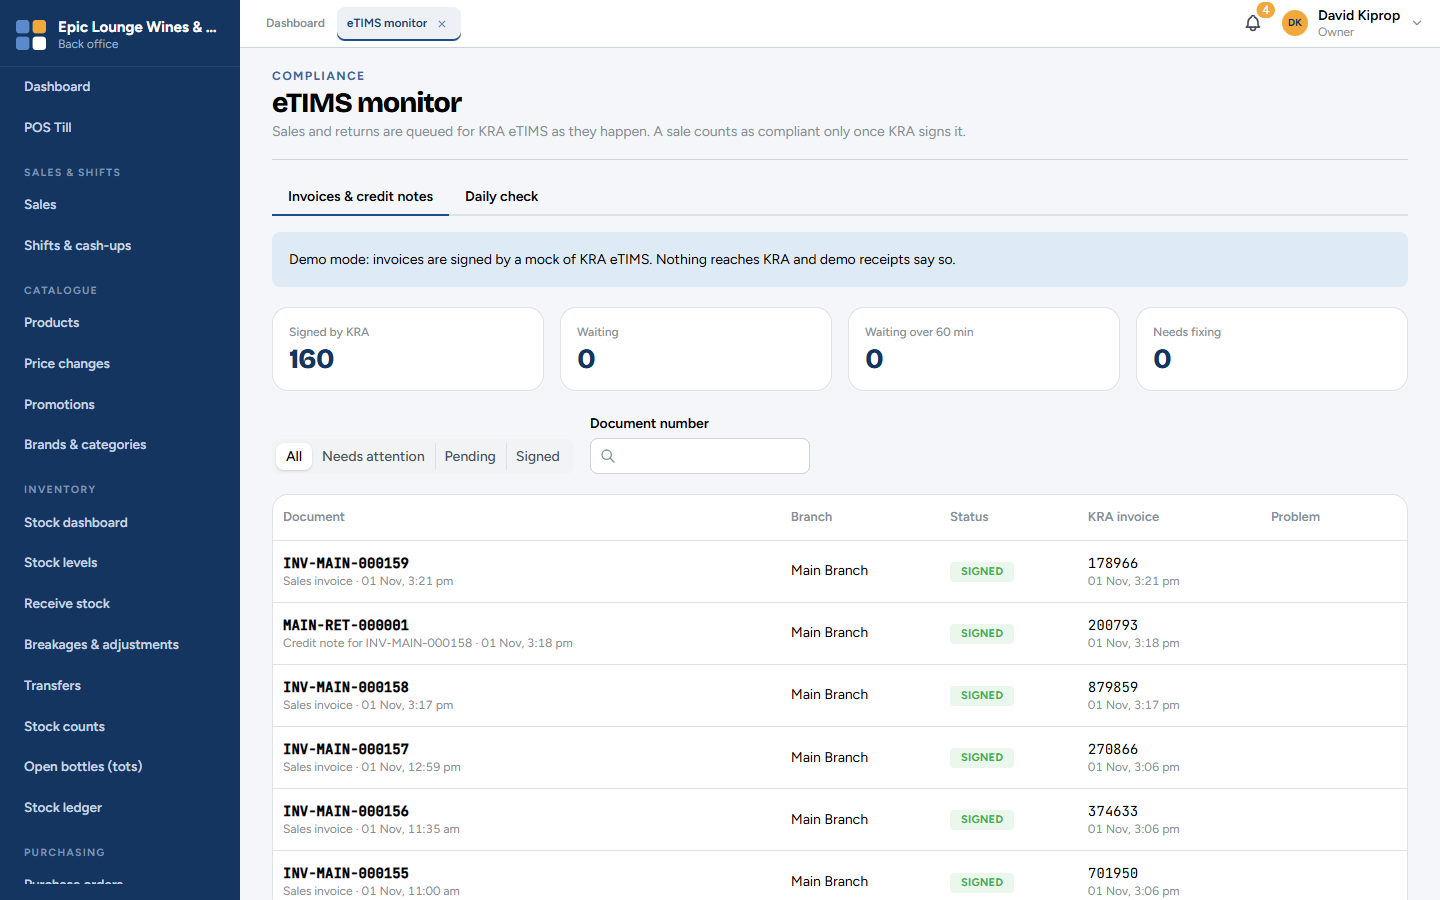 Epic Lounge Wines & ...
Back office
Dashboard
POS Till
SALES & SHIFTS
Sales
Shifts & cash-ups
CATALOGUE
Products
Price changes
Promotions
Brands & categories
INVENTORY
Stock dashboard
Stock levels
Receive stock
Breakages & adjustments
Transfers
Stock counts
Open bottles (tots)
Stock ledger
PURCHASING
Purchase orders
Dashboard
eTIMS monitor ×
4
DK
David Kiprop
Owner
COMPLIANCE
eTIMS monitor
Sales and returns are queued for KRA eTIMS as they happen. A sale counts as compliant only once KRA signs it.
Invoices & credit notes
Daily check
Demo mode: invoices are signed by a mock of KRA eTIMS. Nothing reaches KRA and demo receipts say so.
Signed by KRA
160
Waiting
0
Waiting over 60 min
0
Needs fixing
0
Document number
All Needs attention Pending Signed
Document Branch Status KRA invoice Problem
INV-MAIN-000159 Main Branch SIGNED 178966
Sales invoice · 01 Nov, 3:21 pm 01 Nov, 3:21 pm
MAIN-RET-000001 Main Branch SIGNED 200793
Credit note for INV-MAIN-000158 · 01 Nov, 3:18 pm 01 Nov, 3:18 pm
INV-MAIN-000158 Main Branch SIGNED 879859
Sales invoice · 01 Nov, 3:17 pm 01 Nov, 3:17 pm
INV-MAIN-000157 Main Branch SIGNED 270866
Sales invoice · 01 Nov, 12:59 pm 01 Nov, 3:06 pm
INV-MAIN-000156 Main Branch SIGNED 374633
Sales invoice · 01 Nov, 11:35 am 01 Nov, 3:06 pm
INV-MAIN-000155 Main Branch SIGNED 701950
Sales invoice · 01 Nov, 11:00 am 01 Nov, 3:06 pm